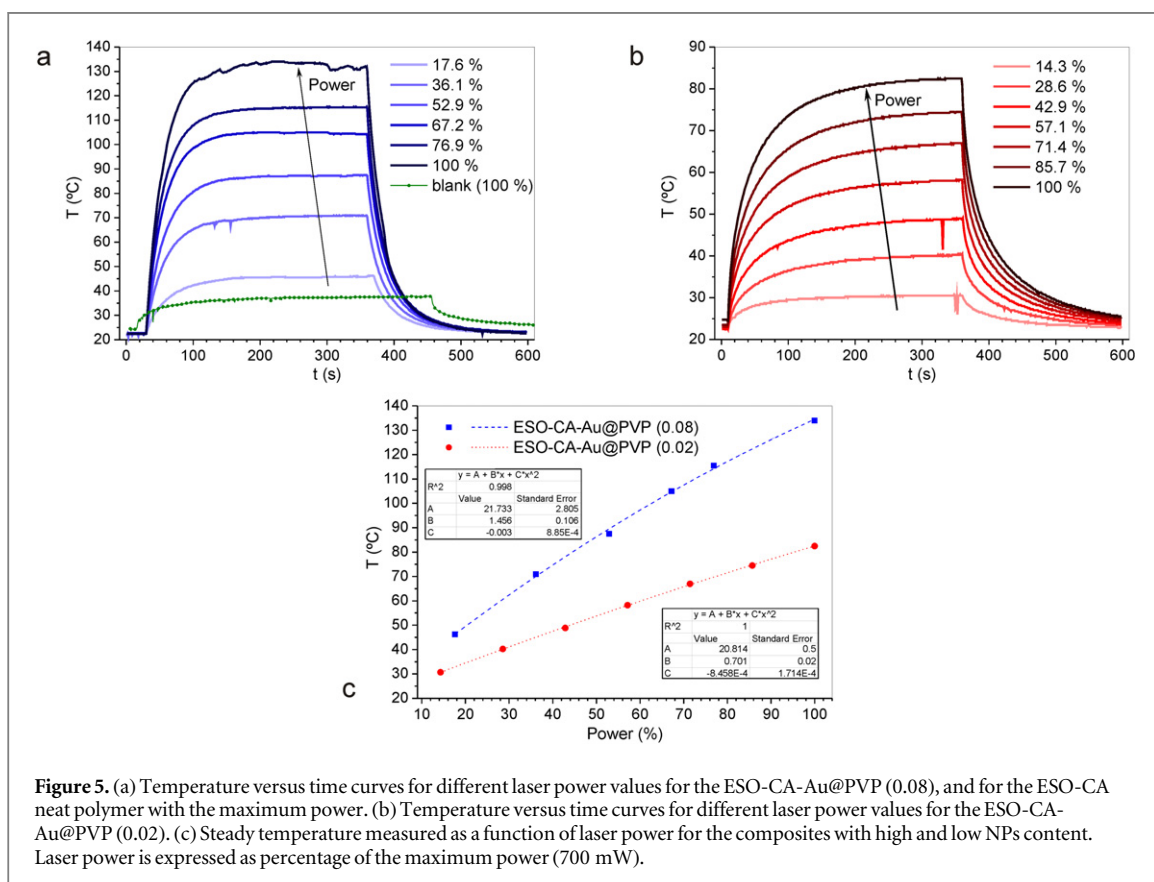 a
140
130
120
110
100
90
80
70
60
50
40
30
20
T (ºC)
0 100 200 300 400 500 600
t (s)
Power
17.6 %
36.1 %
52.9 %
67.2 %
76.9 %
100 %
blank (100 %)
b
90
80
70
60
50
40
30
20
T (ºC)
0 100 200 300 400 500 600
t (s)
Power
14.3 %
28.6 %
42.9 %
57.1 %
71.4 %
85.7 %
100 %
c
140
130
120
110
100
90
80
70
60
50
40
30
20
T (ºC)
10 20 30 40 50 60 70 80 90 100
Power (%)
ESO-CA-Au@PVP (0.08)
ESO-CA-Au@PVP (0.02)
y = A + B*x + C*x^2
R^2 0.998
Value Standard Error
A 21.733 2.805
B 1.456 0.106
C -0.003 8.85E-4
y = A + B*x + C*x^2
R^2 1
Value Standard Error
A 20.814 0.5
B 0.701 0.02
C -8.458E-4 1.714E-4
Figure 5. (a) Temperature versus time curves for different laser power values for the ESO-CA-Au@PVP (0.08), and for the ESO-CA
neat polymer with the maximum power. (b) Temperature versus time curves for different laser power values for the ESO-CA-
Au@PVP (0.02). (c) Steady temperature measured as a function of laser power for the composites with high and low NPs content.
Laser power is expressed as percentage of the maximum power (700 mW).